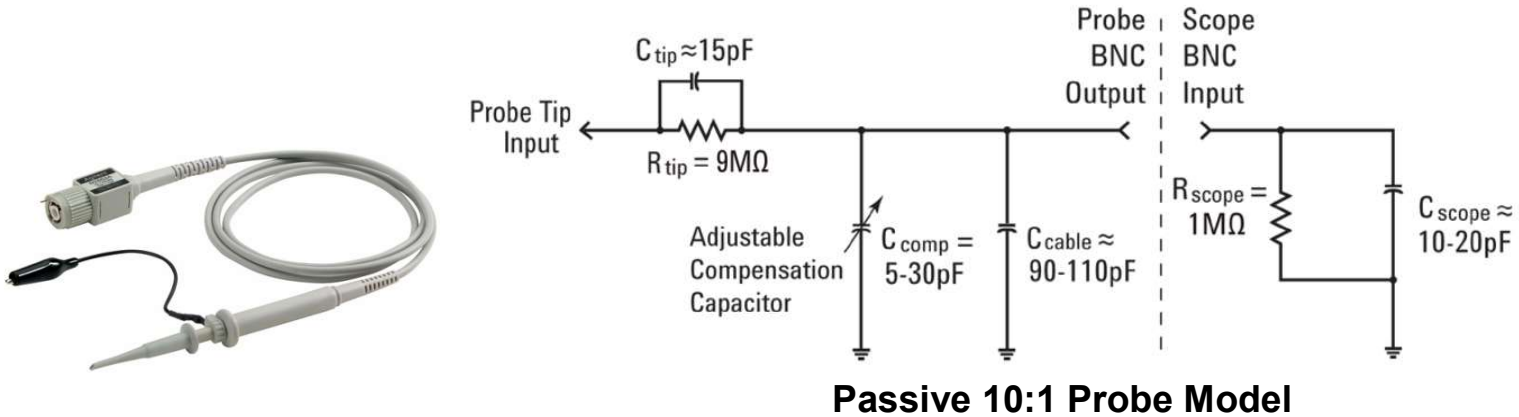 Probe
BNC
Output
Scope
BNC
Input
C tip ≈15pF
Probe Tip
Input
R tip = 9MΩ
Adjustable
Compensation
Capacitor
C comp =
5-30pF
C cable ≈
90-110pF
R scope =
1MΩ
C scope ≈
10-20pF
Passive 10:1 Probe Model